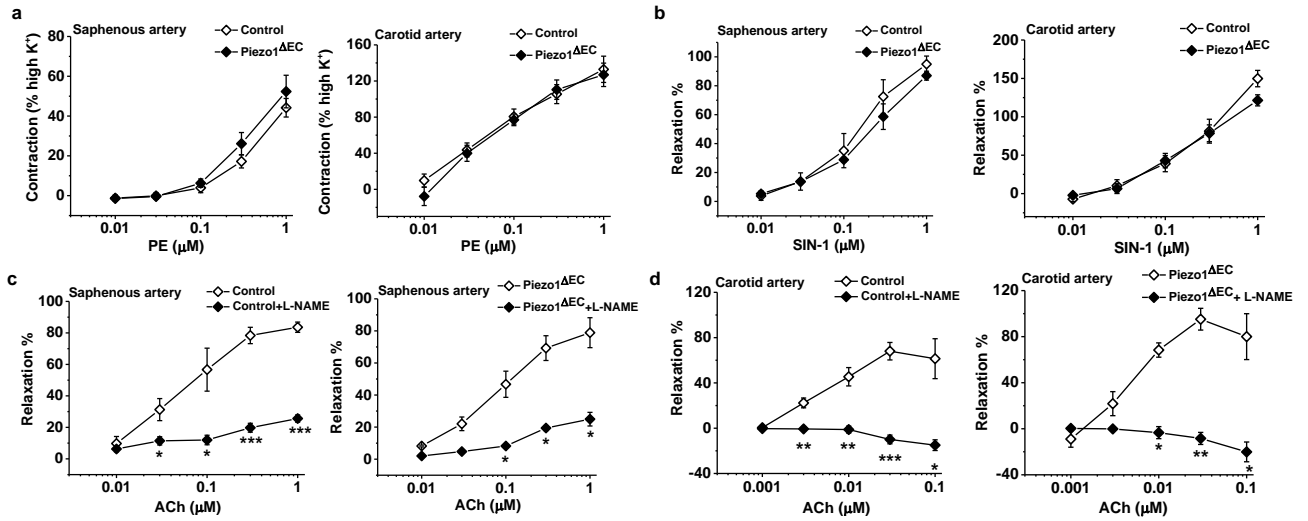 a
Saphenous artery
Control
Piezo1ΔEC
Contraction (% high K+)
80
60
40
20
0
0.01
0.1
1
PE (μM)
Carotid artery
Contraction (% high K+)
160
120
80
40
0
0.01
0.1
1
PE (μM)
b
Saphenous artery
Control
Piezo1ΔEC
Relaxation %
100
80
60
40
20
0
0.01
0.1
1
SIN-1 (μM)
Carotid artery
Control
Piezo1ΔEC
Relaxation %
200
150
100
50
0
0.01
0.1
1
SIN-1 (μM)
c
Saphenous artery
Control
Control+L-NAME
Relaxation %
100
80
60
40
20
0
* * *** ***
0.01
0.1
1
ACh (μM)
Saphenous artery
Piezo1ΔEC
Piezo1ΔEC+L-NAME
Relaxation %
100
80
60
40
20
0
* * *
0.01
0.1
1
ACh (μM)
d
Carotid artery
Control
Control+L-NAME
Relaxation %
120
80
40
0
-40
** ** *** *
0.001
0.01
0.1
ACh (μM)
Carotid artery
Piezo1ΔEC
Piezo1ΔEC+ L-NAME
Relaxation %
120
80
40
0
-40
* ** *
0.001
0.01
0.1
ACh (μM)